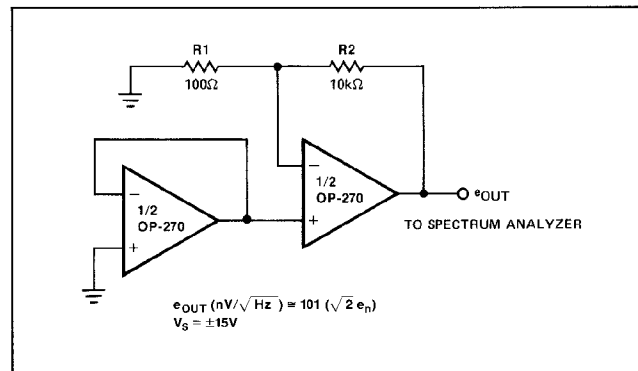 R1
100Ω
R2
10kΩ
−
1/2
OP-270
+
−
1/2
OP-270
+
eOUT
TO SPECTRUM ANALYZER
eOUT (nV/√Hz) ≅ 101 (√2 en)
VS = ±15V